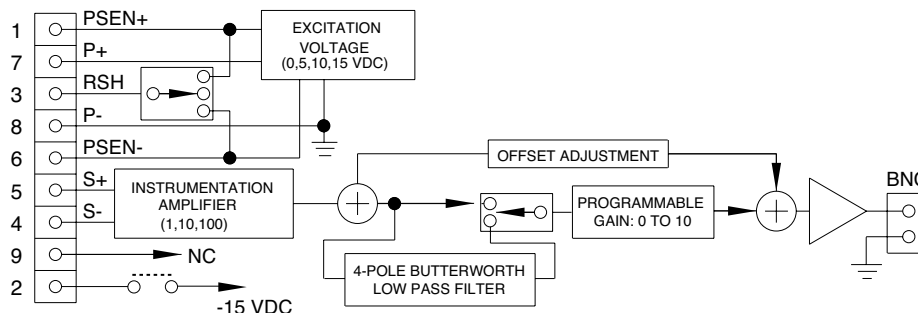 1 PSEN+
7 P+
3 RSH
8 P-
6 PSEN-
5 S+
4 S-
9 NC
2 -15 VDC
EXCITATION
VOLTAGE
(0,5,10,15 VDC)
INSTRUMENTATION
AMPLIFIER
(1,10,100)
OFFSET ADJUSTMENT
PROGRAMMABLE
GAIN: 0 TO 10
4-POLE BUTTERWORTH
LOW PASS FILTER
BNC